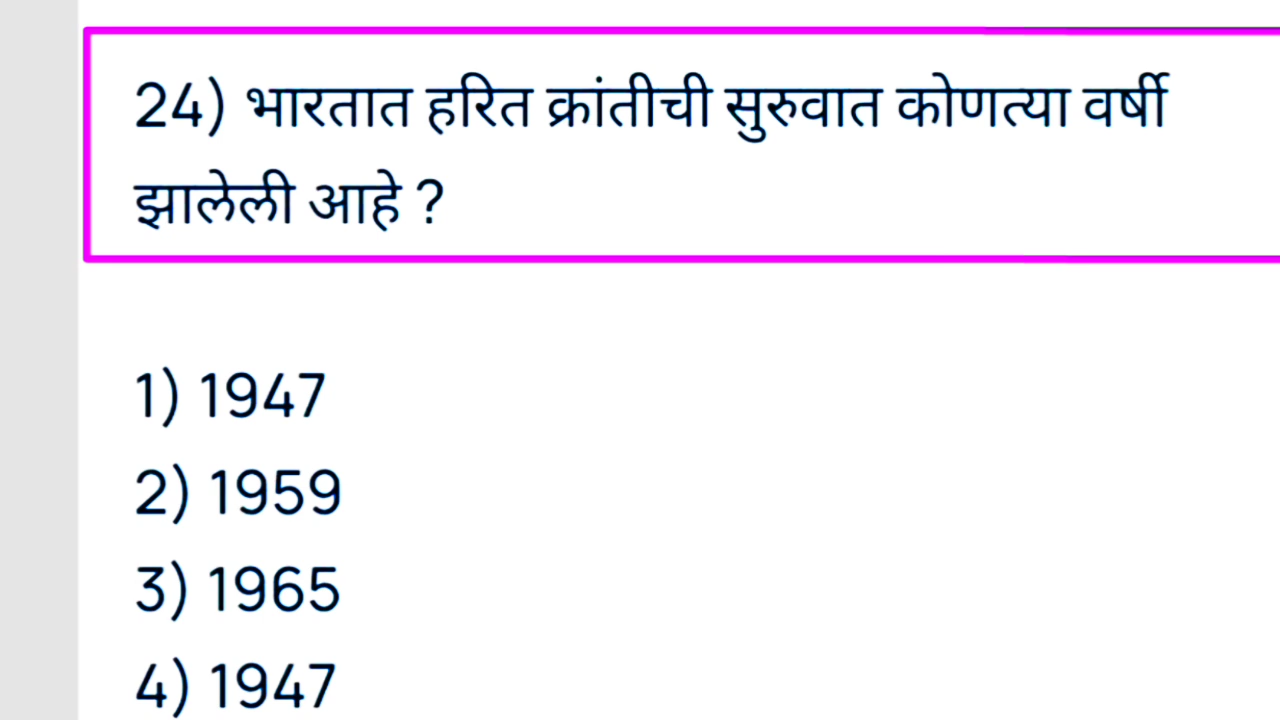 24) भारतात हरित क्रांतीची सुरुवात कोणत्या वर्षी
झालेली आहे ?
1) 1947
2) 1959
3) 1965
4) 1947